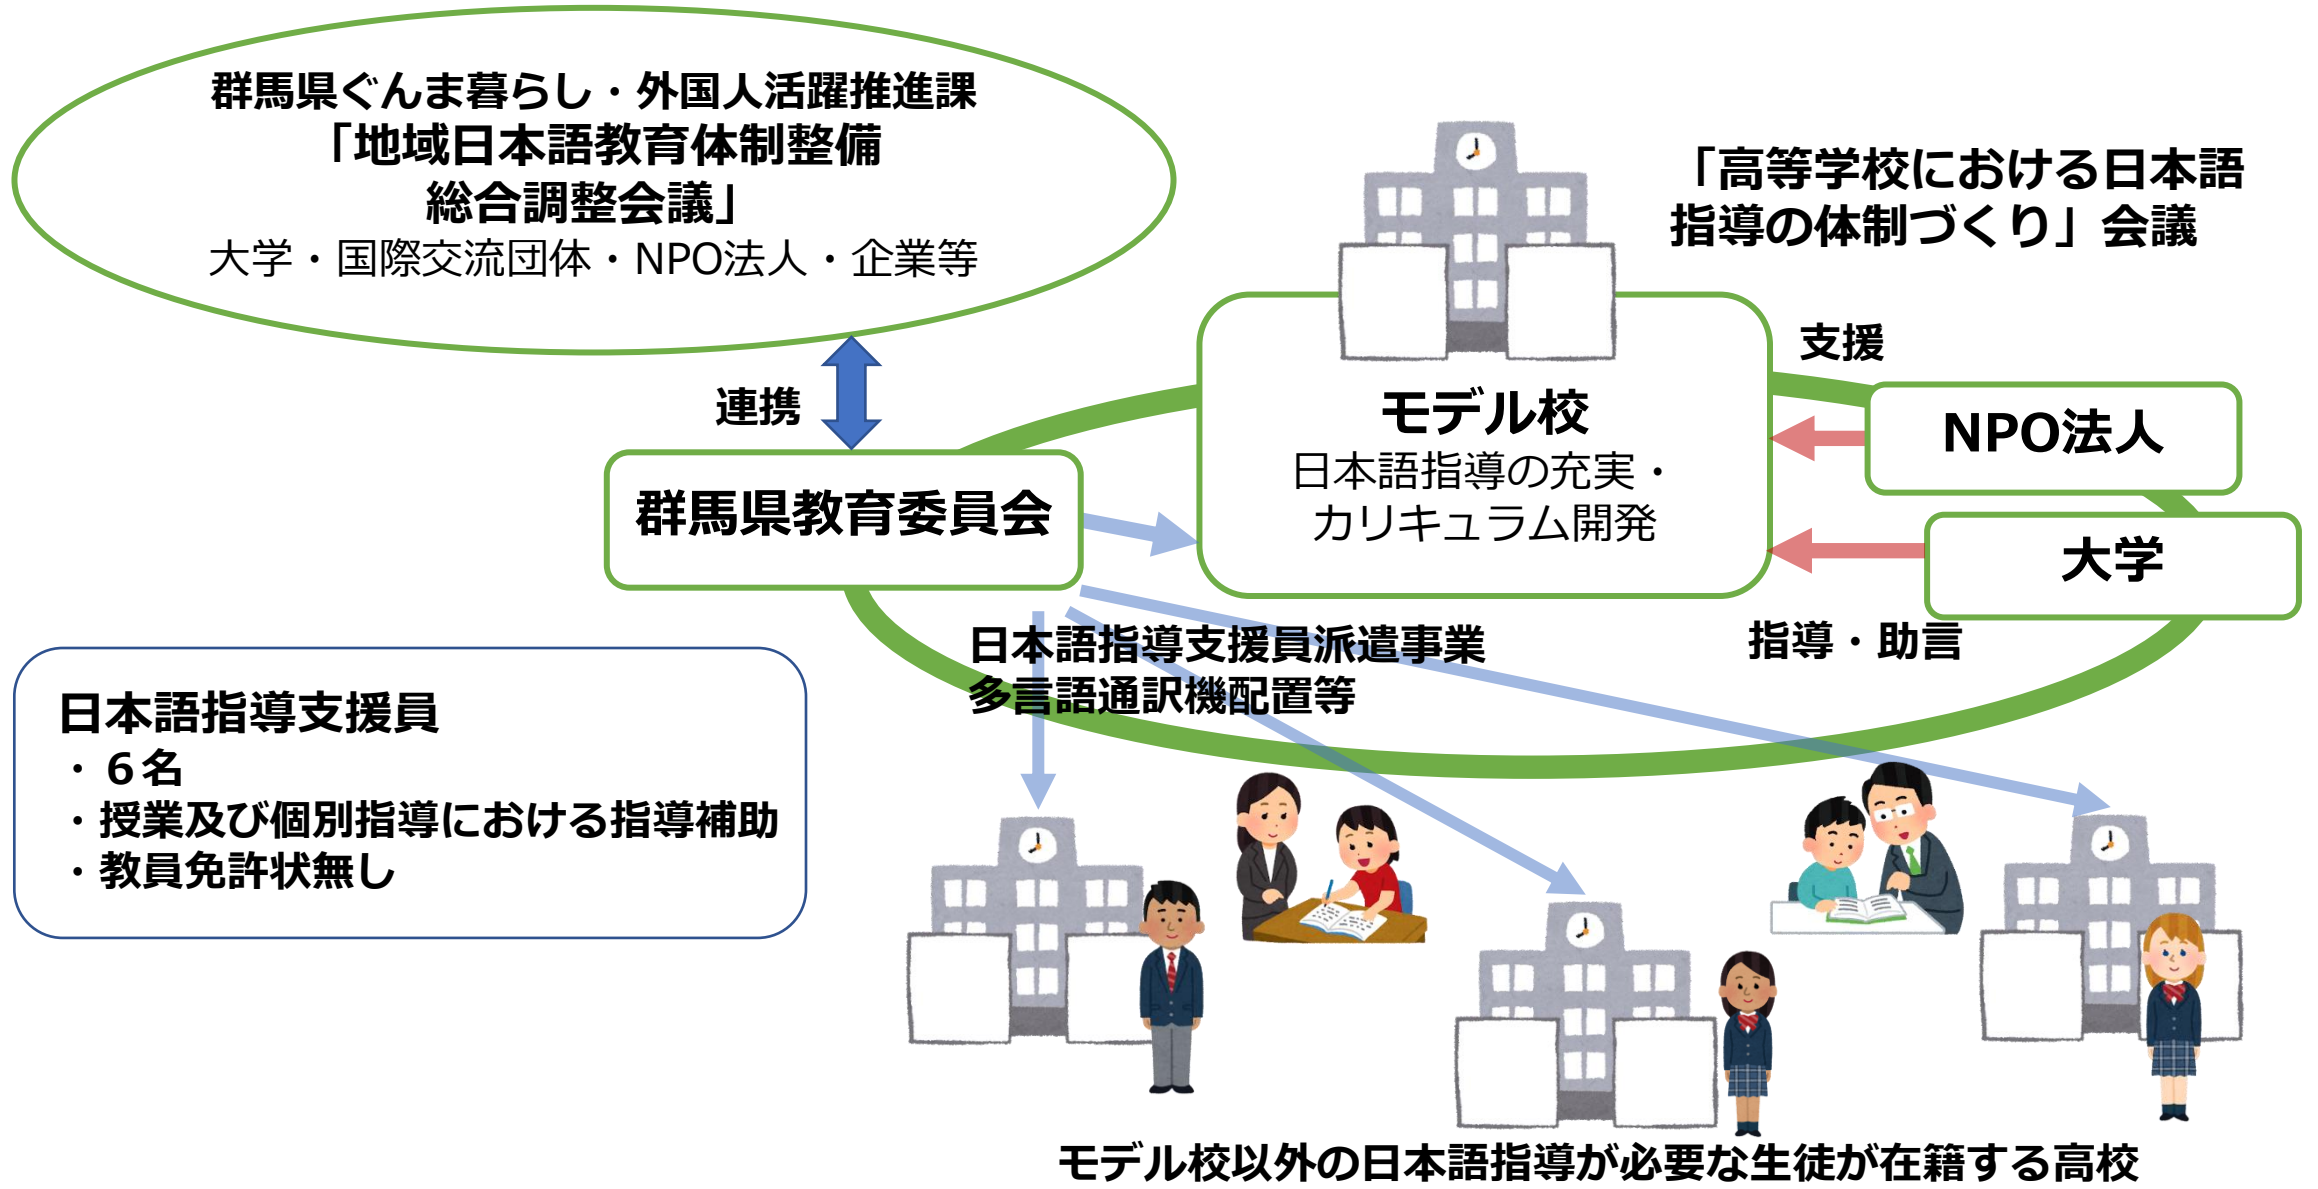 群馬県ぐんま暮らし・外国人活躍推進課
「地域日本語教育体制整備
総合調整会議」
大学・国際交流団体・NPO法人・企業等
「高等学校における日本語
指導の体制づくり」会議
連携
支援
モデル校
日本語指導の充実・
カリキュラム開発
NPO法人
群馬県教育委員会
大学
指導・助言
日本語指導支援員派遣事業
多言語通訳機配置等
日本語指導支援員
・６名
・授業及び個別指導における指導補助
・教員免許状無し
モデル校以外の日本語指導が必要な生徒が在籍する高校